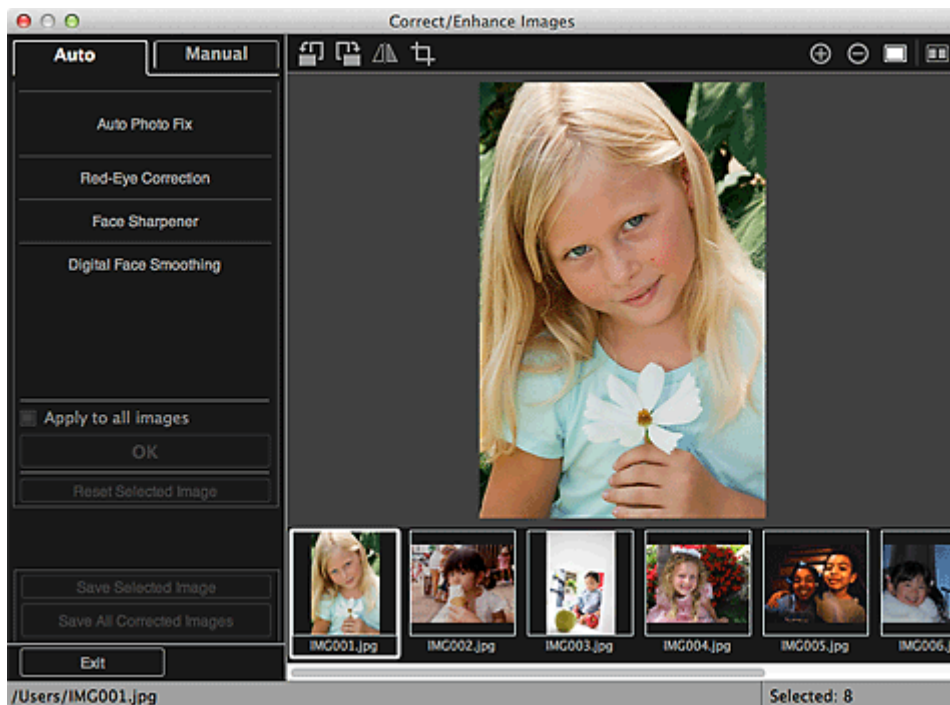 Correct/Enhance Images
Auto
Manual
Auto Photo Fix
Red-Eye Correction
Face Sharpener
Digital Face Smoothing
Apply to all images
OK
Reset Selected Image
Save Selected Image
Save All Corrected Images
Exit
IMG001.jpg
IMG002.jpg
IMG003.jpg
IMG004.jpg
IMG005.jpg
IMG006.j
/Users/IMG001.jpg
Selected: 8